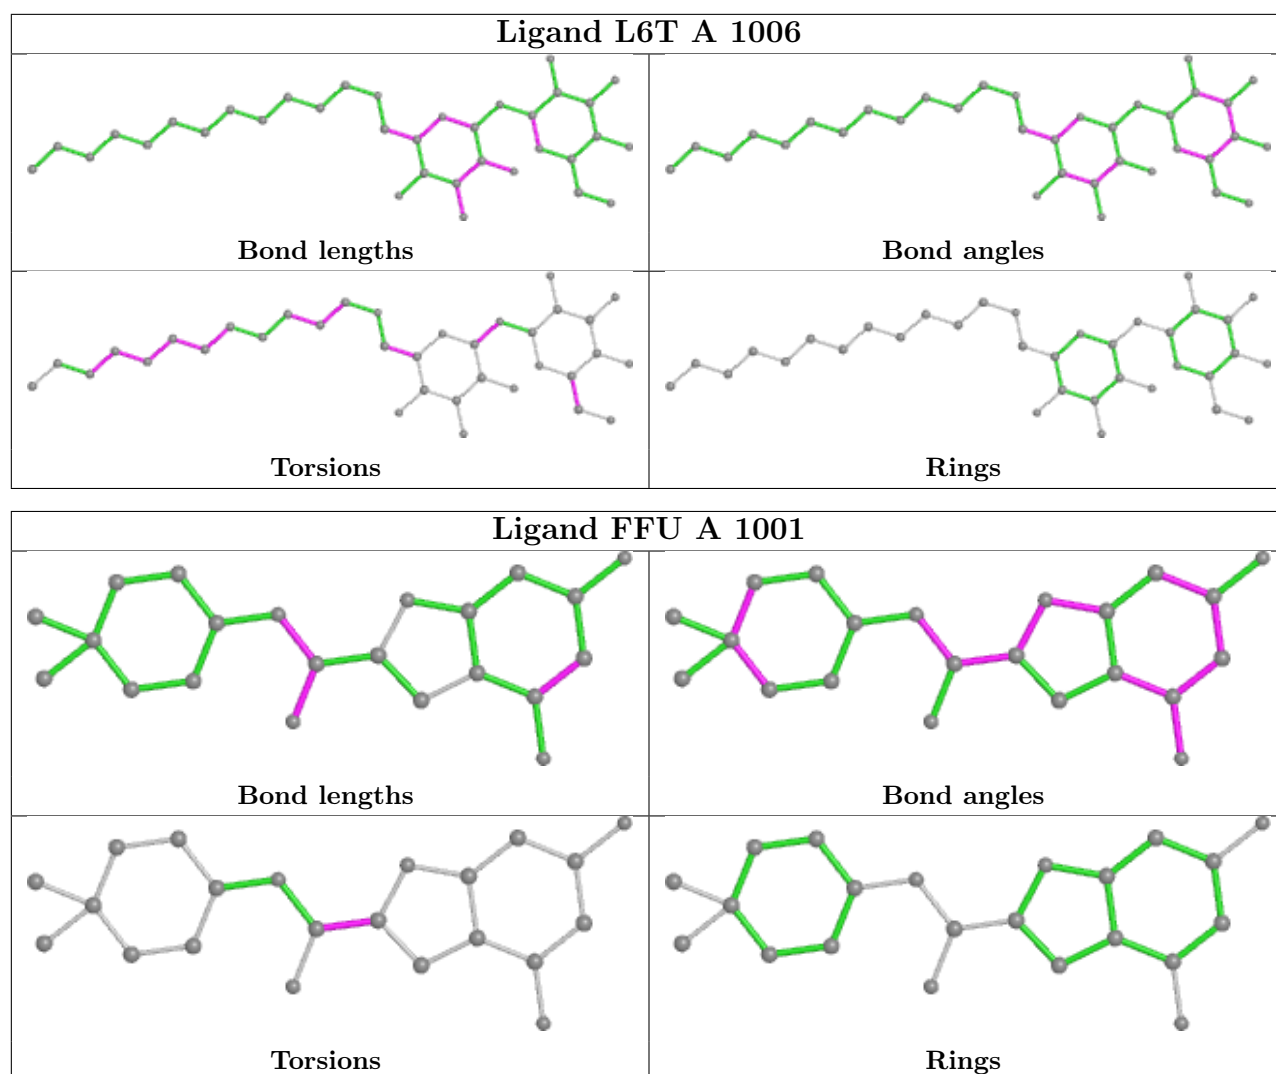 Ligand L6T A 1006
Bond lengths
Bond angles
Torsions
Rings
Ligand FFU A 1001
Bond lengths
Bond angles
Torsions
Rings